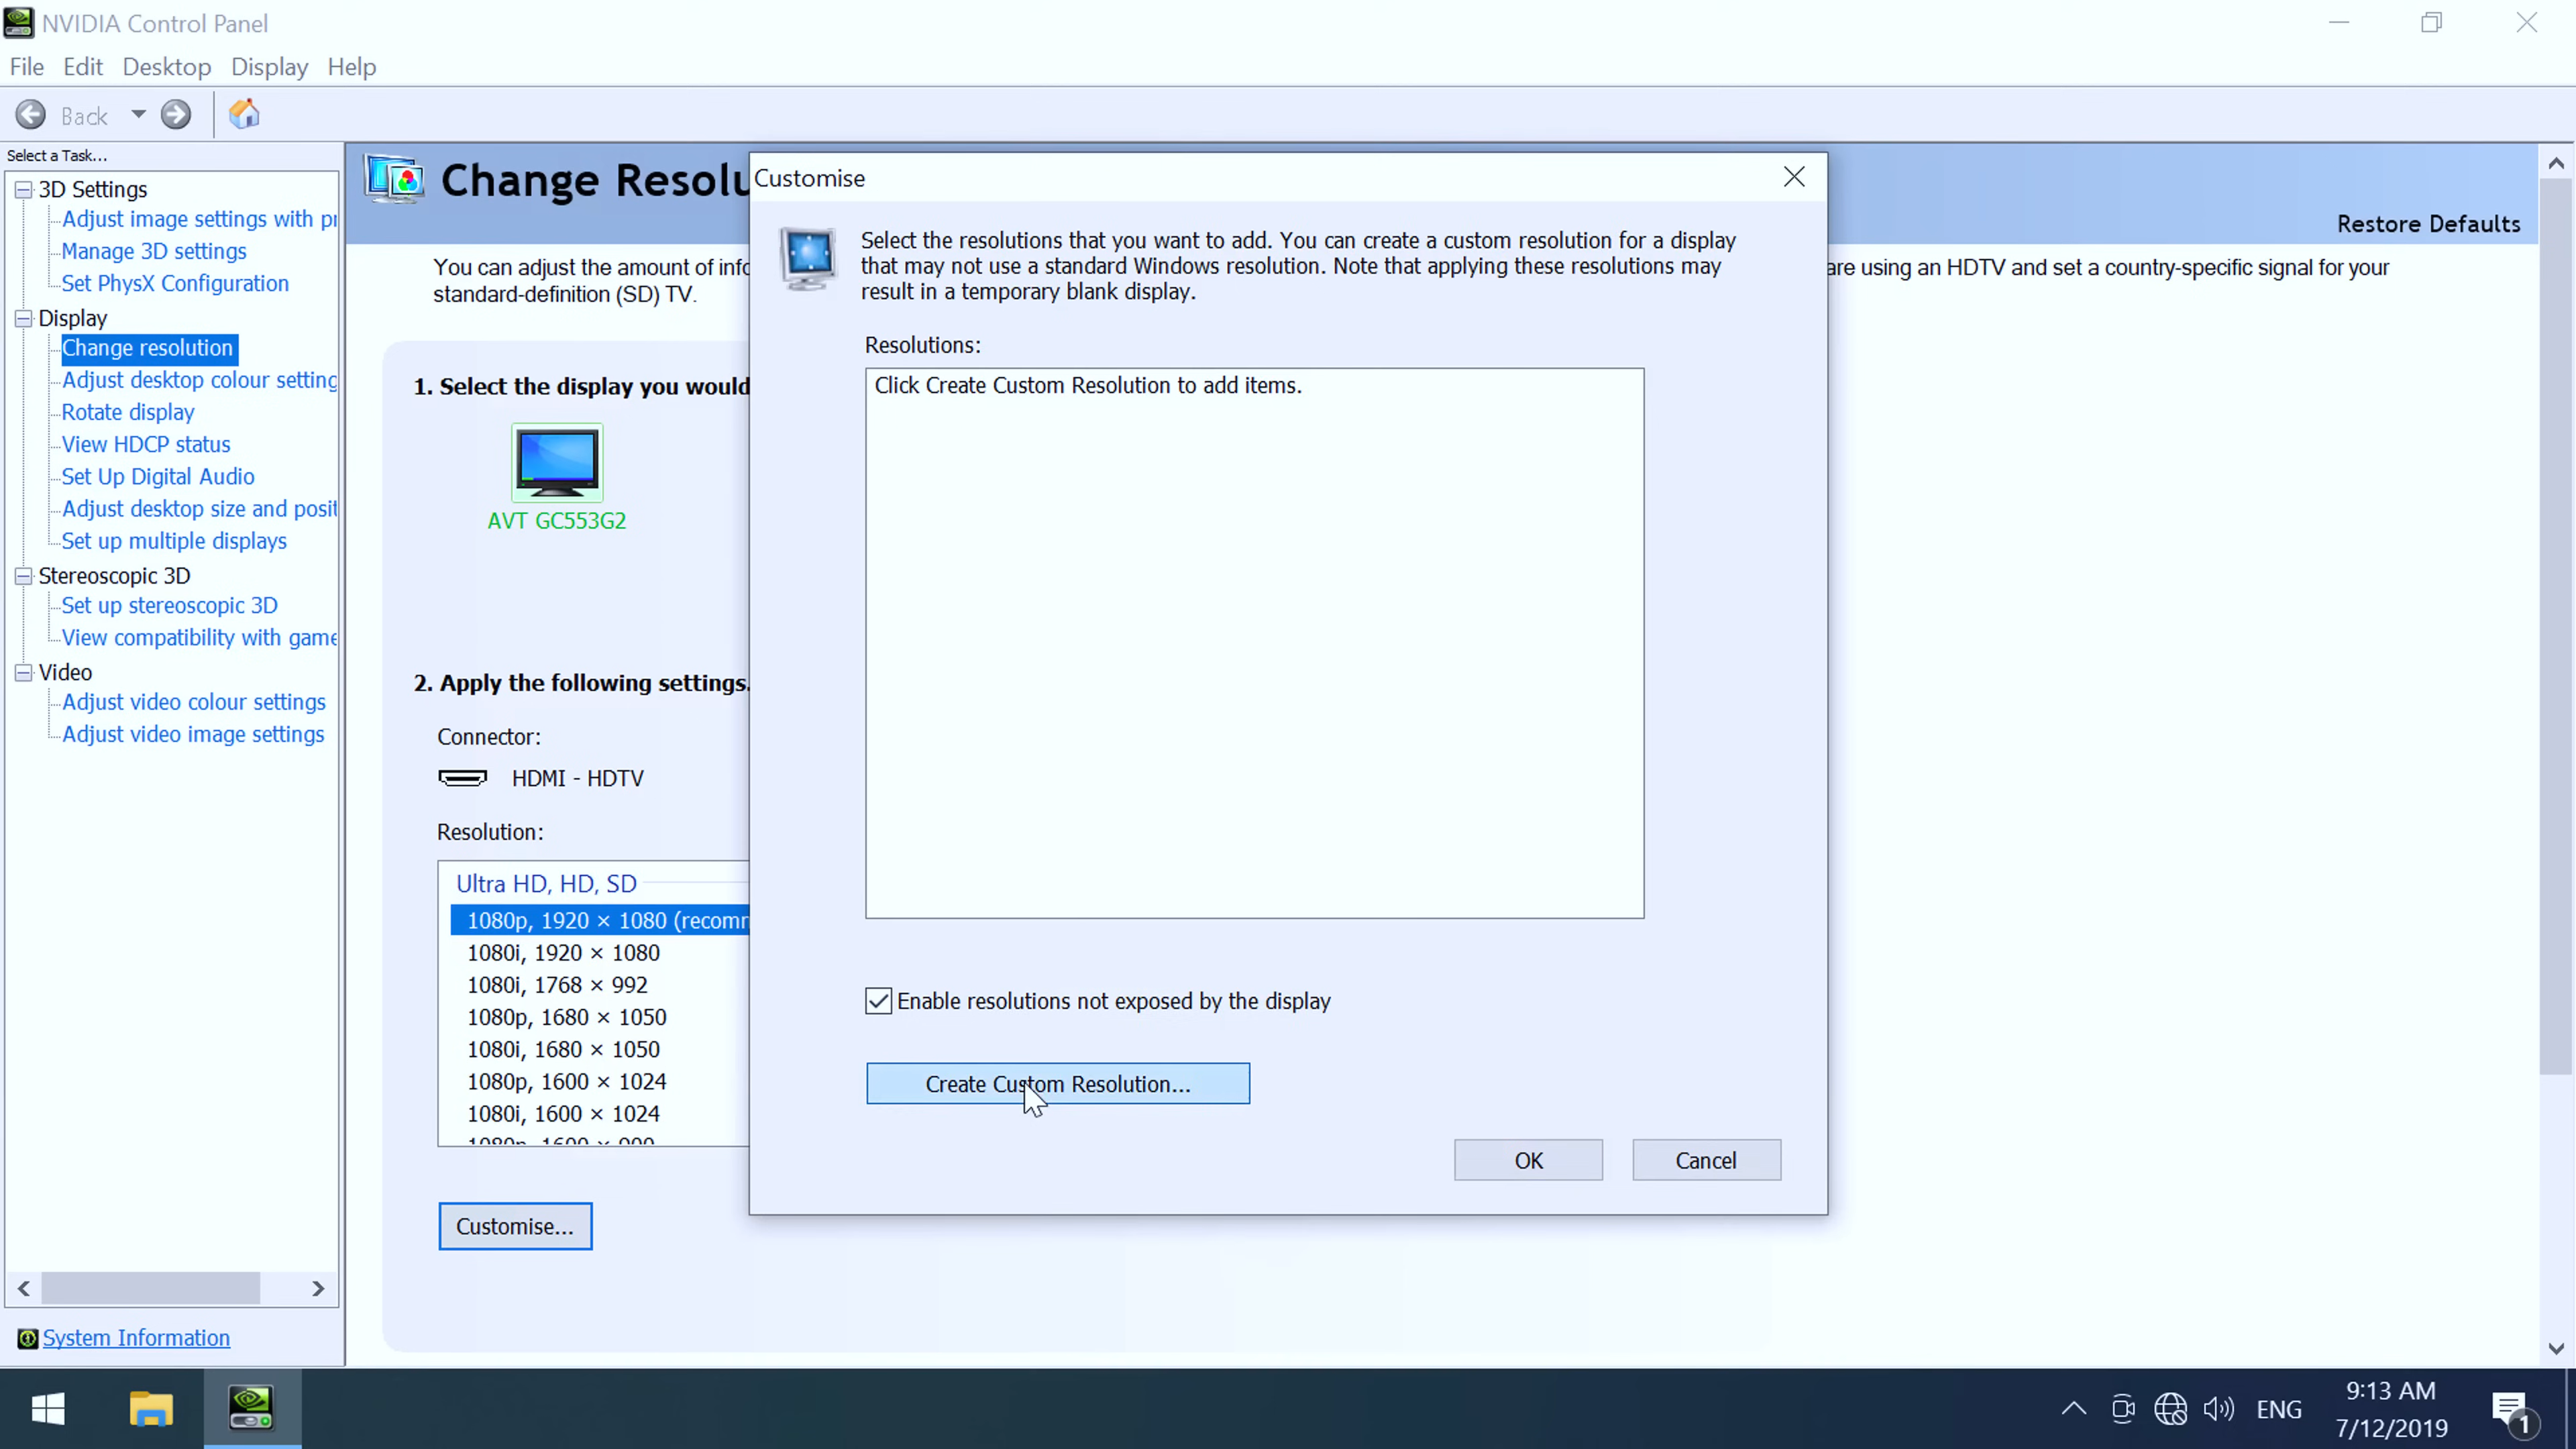 NVIDIA Control Panel
File Edit Desktop Display Help
Back
Select a Task...
3D Settings
Adjust image settings with pr
Manage 3D settings
Set PhysX Configuration
Display
Change resolution
Adjust desktop colour setting
Rotate display
View HDCP status
Set Up Digital Audio
Adjust desktop size and posit
Set up multiple displays
Stereoscopic 3D
Set up stereoscopic 3D
View compatibility with game
Video
Adjust video colour settings
Adjust video image settings
System Information
Change Resolu
Restore Defaults
You can adjust the amount of info
are using an HDTV and set a country-specific signal for your
standard-definition (SD) TV.
1. Select the display you would
AVT GC553G2
2. Apply the following settings.
Connector:
HDMI - HDTV
Resolution:
Ultra HD, HD, SD
1080p, 1920 × 1080 (recomm
1080i, 1920 × 1080
1080i, 1768 × 992
1080p, 1680 × 1050
1080i, 1680 × 1050
1080p, 1600 × 1024
1080i, 1600 × 1024
1080p, 1600 × 900
Customise...
Customise
Select the resolutions that you want to add. You can create a custom resolution for a display
that may not use a standard Windows resolution. Note that applying these resolutions may
result in a temporary blank display.
Resolutions:
Click Create Custom Resolution to add items.
Enable resolutions not exposed by the display
Create Custom Resolution...
OK Cancel
ENG
9:13 AM
7/12/2019
1